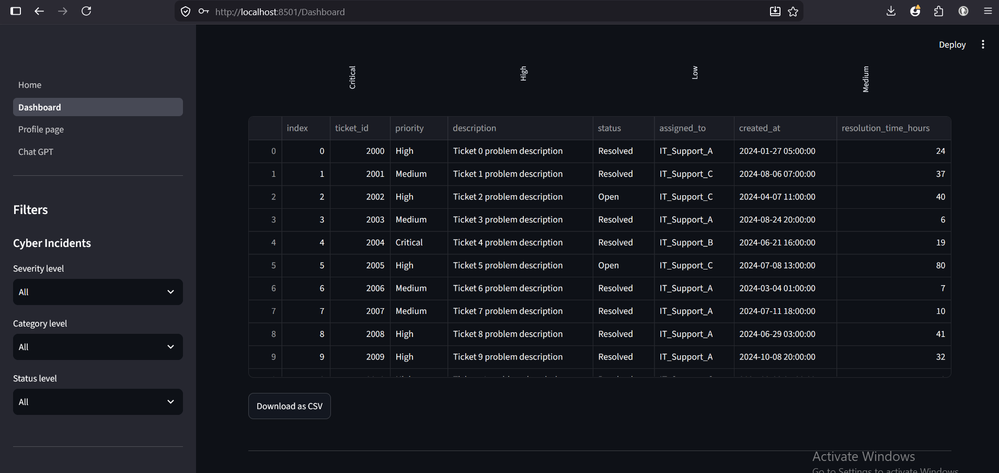 http://localhost:8501/Dashboard
Deploy
Home
Dashboard
Profile page
Chat GPT
Filters
Cyber Incidents
Severity level
All
Category level
All
Status level
All
Critical High Low Medium
index ticket_id priority description status assigned_to created_at resolution_time_hours
0 0 2000 High Ticket 0 problem description Resolved IT_Support_A 2024-01-27 05:00:00 24
1 1 2001 Medium Ticket 1 problem description Resolved IT_Support_C 2024-08-06 07:00:00 37
2 2 2002 High Ticket 2 problem description Open IT_Support_C 2024-04-07 11:00:00 40
3 3 2003 Medium Ticket 3 problem description Resolved IT_Support_A 2024-08-24 20:00:00 6
4 4 2004 Critical Ticket 4 problem description Resolved IT_Support_B 2024-06-21 16:00:00 19
5 5 2005 High Ticket 5 problem description Open IT_Support_C 2024-07-08 13:00:00 80
6 6 2006 Medium Ticket 6 problem description Resolved IT_Support_A 2024-03-04 01:00:00 7
7 7 2007 Medium Ticket 7 problem description Resolved IT_Support_A 2024-07-11 18:00:00 10
8 8 2008 High Ticket 8 problem description Resolved IT_Support_A 2024-06-29 03:00:00 41
9 9 2009 High Ticket 9 problem description Resolved IT_Support_A 2024-10-08 20:00:00 32
Download as CSV
Activate Windows
Go to Settings to activate Windows.